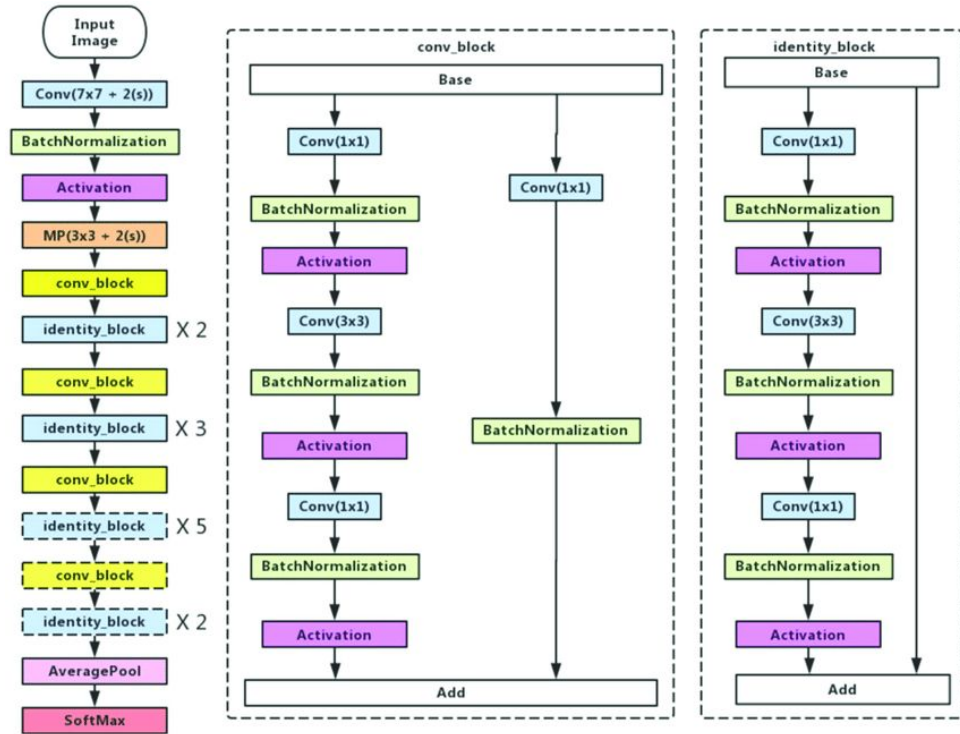 Input
Image
Conv(7x7 + 2(s))
BatchNormalization
Activation
MP(3x3 + 2(s))
conv_block
identity_block X 2
conv_block
identity_block X 3
conv_block
identity_block X 5
conv_block
identity_block X 2
AveragePool
SoftMax
conv_block
Base
Conv(1x1)
BatchNormalization
Activation
Conv(3x3)
BatchNormalization
Activation
Conv(1x1)
BatchNormalization
Activation
Conv(1x1)
BatchNormalization
Add
identity_block
Base
Conv(1x1)
BatchNormalization
Activation
Conv(3x3)
BatchNormalization
Activation
Conv(1x1)
BatchNormalization
Activation
Add